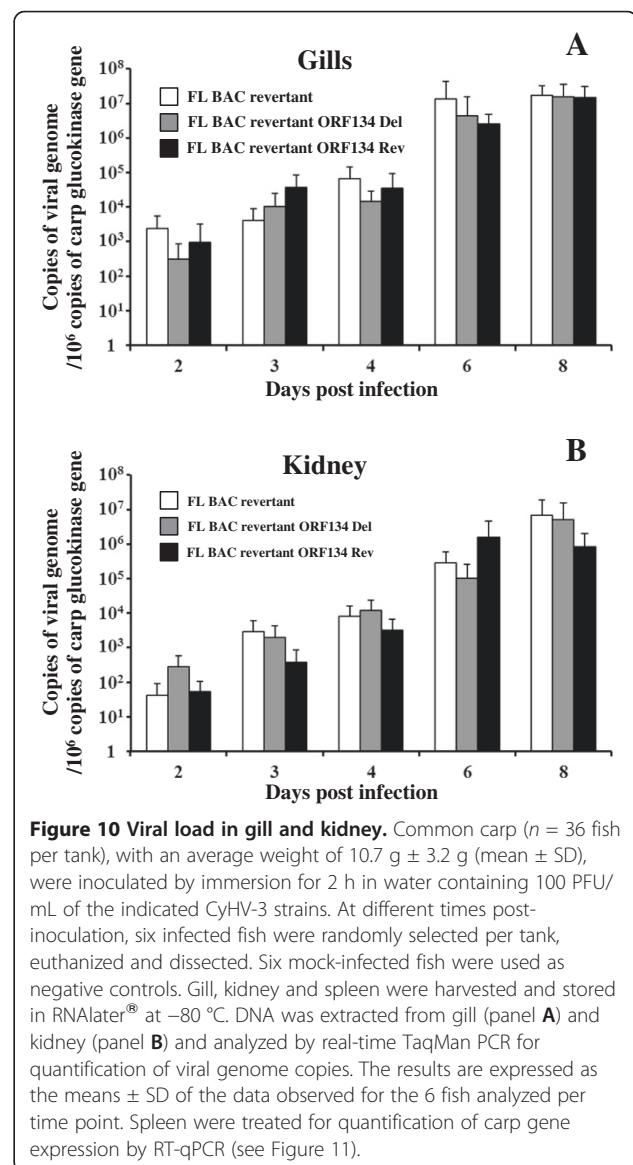 Gills
A
FL BAC revertant
FL BAC revertant ORF134 Del
FL BAC revertant ORF134 Rev
Copies of viral genome
/10⁶ copies of carp glucokinase gene
10⁸
10⁷
10⁶
10⁵
10⁴
10³
10²
10¹
1
2 3 4 6 8
Days post infection
Kidney
B
FL BAC revertant
FL BAC revertant ORF134 Del
FL BAC revertant ORF134 Rev
Copies of viral genome
/10⁶ copies of carp glucokinase gene
10⁸
10⁷
10⁶
10⁵
10⁴
10³
10²
10¹
1
2 3 4 6 8
Days post infection
Figure 10 Viral load in gill and kidney. Common carp (n = 36 fish
per tank), with an average weight of 10.7 g ± 3.2 g (mean ± SD),
were inoculated by immersion for 2 h in water containing 100 PFU/
mL of the indicated CyHV-3 strains. At different times post-
inoculation, six infected fish were randomly selected per tank,
euthanized and dissected. Six mock-infected fish were used as
negative controls. Gill, kidney and spleen were harvested and stored
in RNAlater® at −80 °C. DNA was extracted from gill (panel A) and
kidney (panel B) and analyzed by real-time TaqMan PCR for
quantification of viral genome copies. The results are expressed as
the means ± SD of the data observed for the 6 fish analyzed per
time point. Spleen were treated for quantification of carp gene
expression by RT-qPCR (see Figure 11).